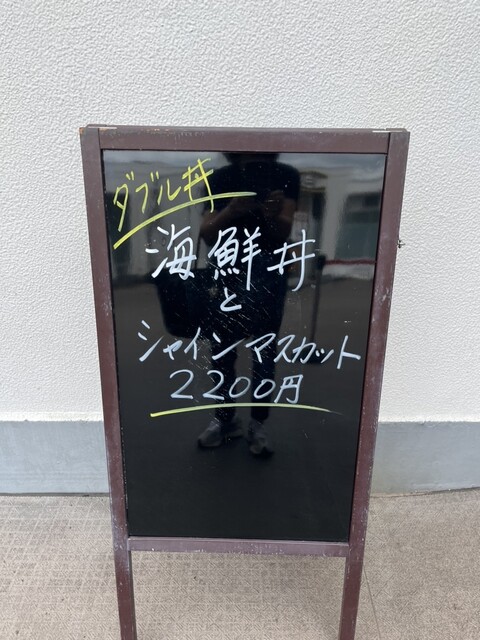 ダブル丼
海鮮丼
と
シャインマスカット
2200円